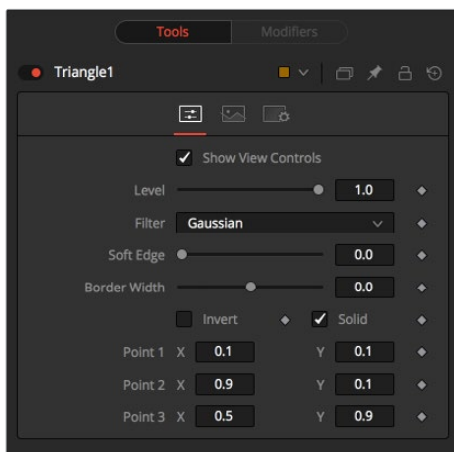 Tools Modifiers
Triangle1
Show View Controls
Level 1.0
Filter Gaussian
Soft Edge 0.0
Border Width 0.0
Invert Solid
Point 1 X 0.1 Y 0.1
Point 2 X 0.9 Y 0.1
Point 3 X 0.5 Y 0.9